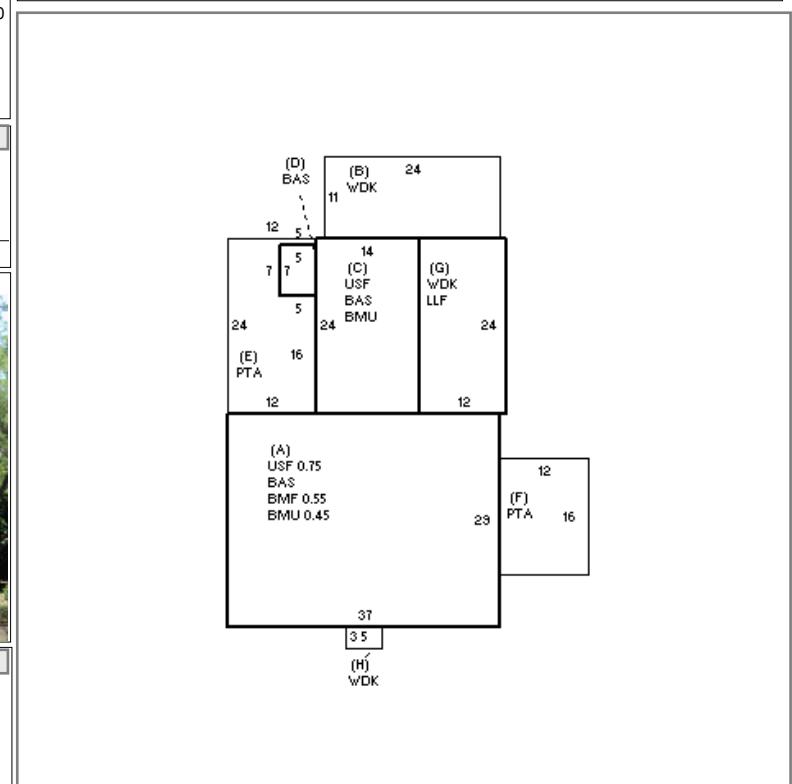 (D)
BAS
(B)
WDK
24
11
12
5
5
7
7
5
14
(C)
USF
BAS
BMU
24
(G)
WDK
LLF
24
12
24
16
(E)
PTA
12
(A)
USF 0.75
BAS
BMF 0.55
BMU 0.45
29
37
12
(F)
PTA
16
3 5
(H)
WDK